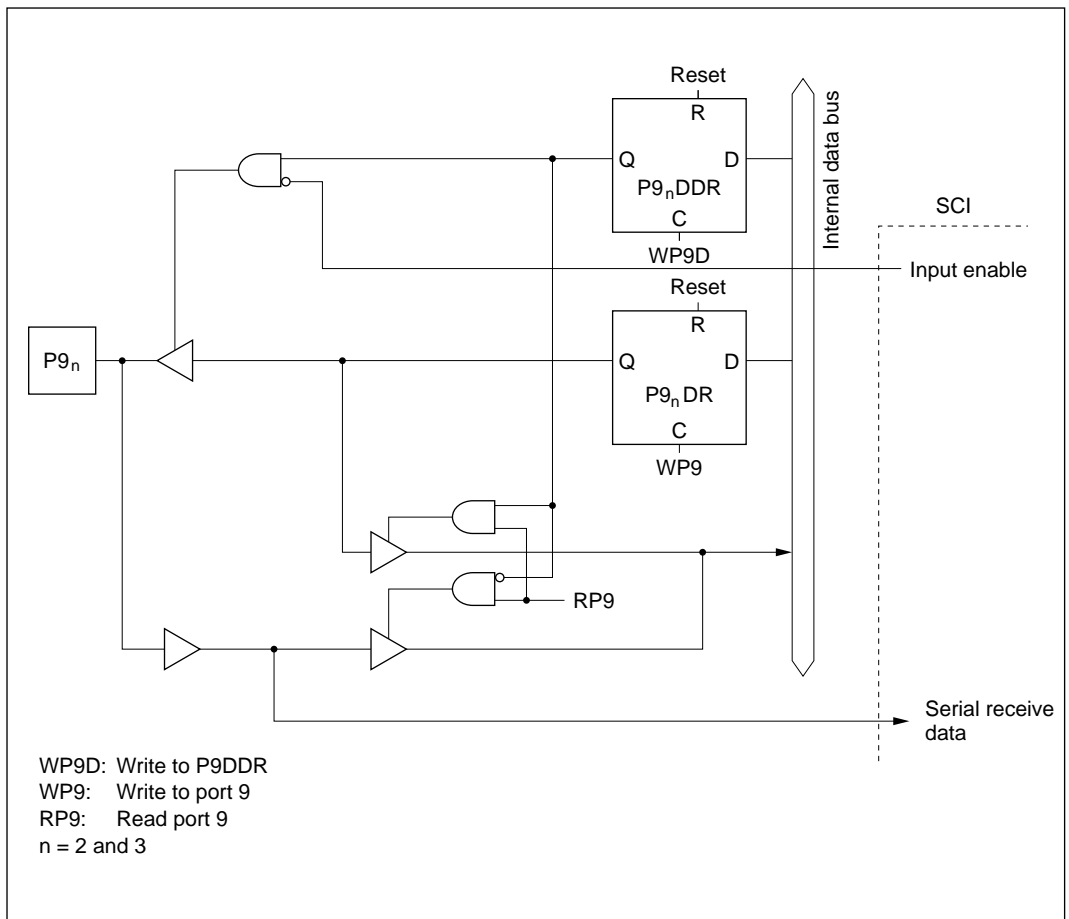 Reset
R
Q
D
P9nDDR
C
WP9D
Internal data bus
SCI
Input enable
Reset
R
P9n
Q
D
P9n DR
C
WP9
RP9
Serial receive
data
WP9D: Write to P9DDR
WP9: Write to port 9
RP9: Read port 9
n = 2 and 3